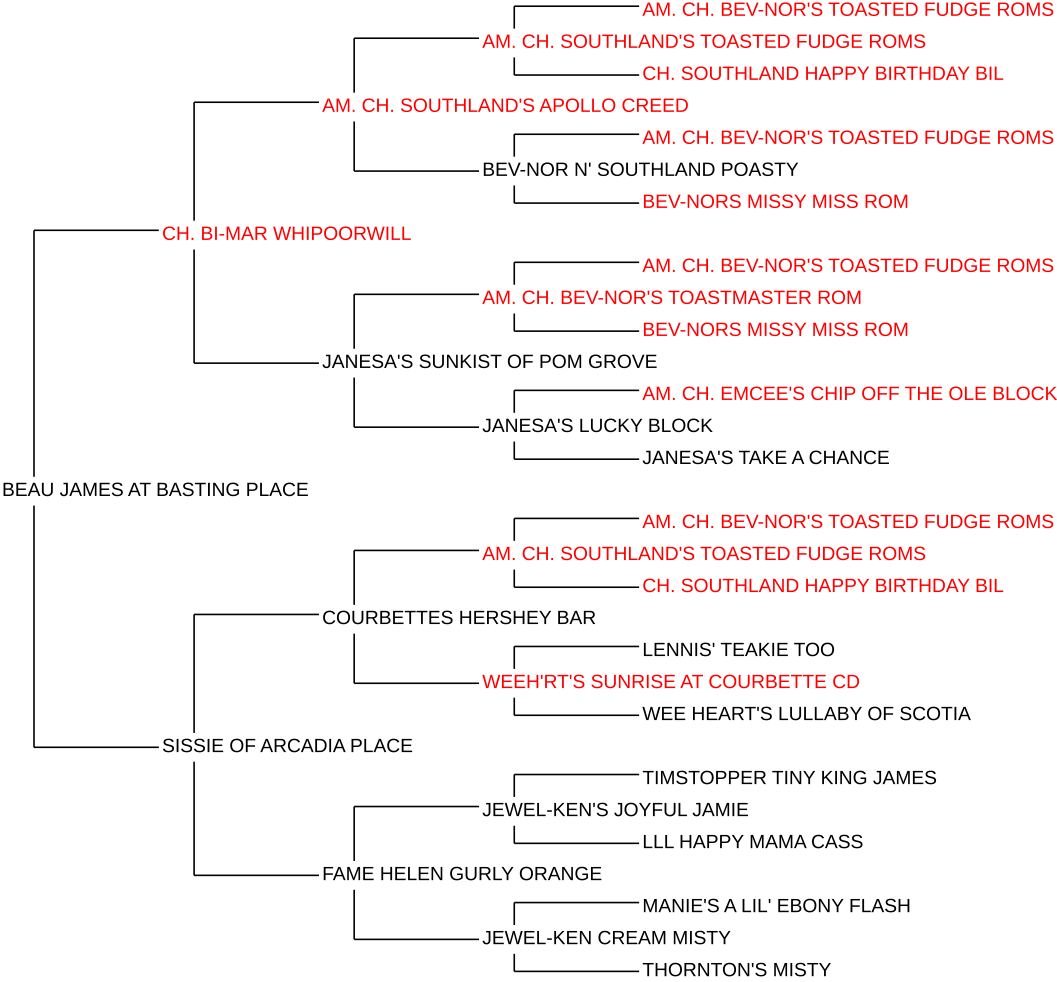 AM. CH. BEV-NOR'S TOASTED FUDGE ROMS
AM. CH. SOUTHLAND'S TOASTED FUDGE ROMS
CH. SOUTHLAND HAPPY BIRTHDAY BIL
AM. CH. SOUTHLAND'S APOLLO CREED
AM. CH. BEV-NOR'S TOASTED FUDGE ROMS
BEV-NOR N' SOUTHLAND POASTY
BEV-NORS MISSY MISS ROM
CH. BI-MAR WHIPOORWILL
AM. CH. BEV-NOR'S TOASTED FUDGE ROMS
AM. CH. BEV-NOR'S TOASTMASTER ROM
BEV-NORS MISSY MISS ROM
JANESA'S SUNKIST OF POM GROVE
AM. CH. EMCEE'S CHIP OFF THE OLE BLOCK
JANESA'S LUCKY BLOCK
JANESA'S TAKE A CHANCE
BEAU JAMES AT BASTING PLACE
AM. CH. BEV-NOR'S TOASTED FUDGE ROMS
AM. CH. SOUTHLAND'S TOASTED FUDGE ROMS
CH. SOUTHLAND HAPPY BIRTHDAY BIL
COURBETTES HERSHEY BAR
LENNIS' TEAKIE TOO
WEEH'RT'S SUNRISE AT COURBETTE CD
WEE HEART'S LULLABY OF SCOTIA
SISSIE OF ARCADIA PLACE
TIMSTOPPER TINY KING JAMES
JEWEL-KEN'S JOYFUL JAMIE
LLL HAPPY MAMA CASS
FAME HELEN GURLY ORANGE
MANIE'S A LIL' EBONY FLASH
JEWEL-KEN CREAM MISTY
THORNTON'S MISTY